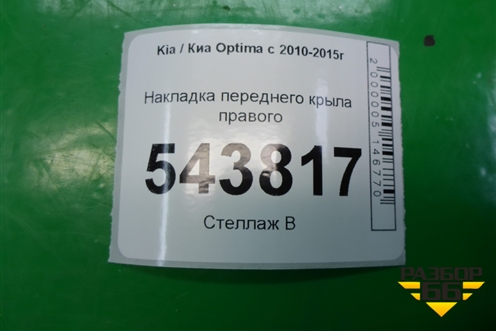 Kia / Киа Optima с 2010-2015г
Накладка переднего крыла
правого
543817
Стеллаж В
2000005146770
РАЗБОР
66